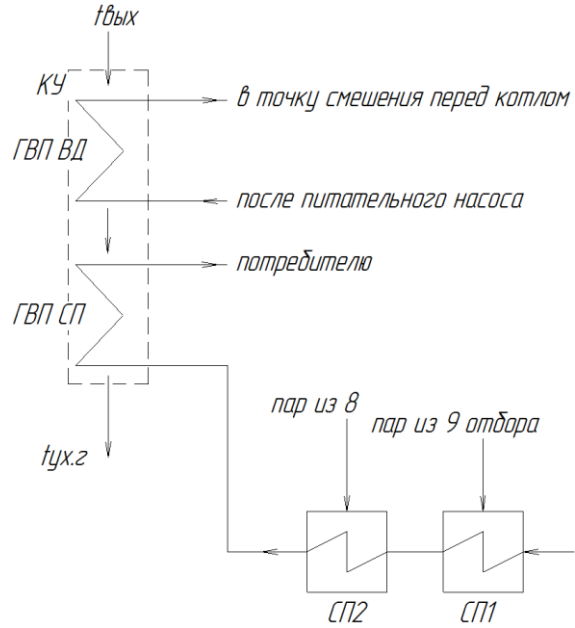 tвых
КУ
в точку смешения перед котлом
ГВП ВД
после питательного насоса
потребителю
ГВП СП
пар из 8
пар из 9 отбора
tух.г
СП2
СП1